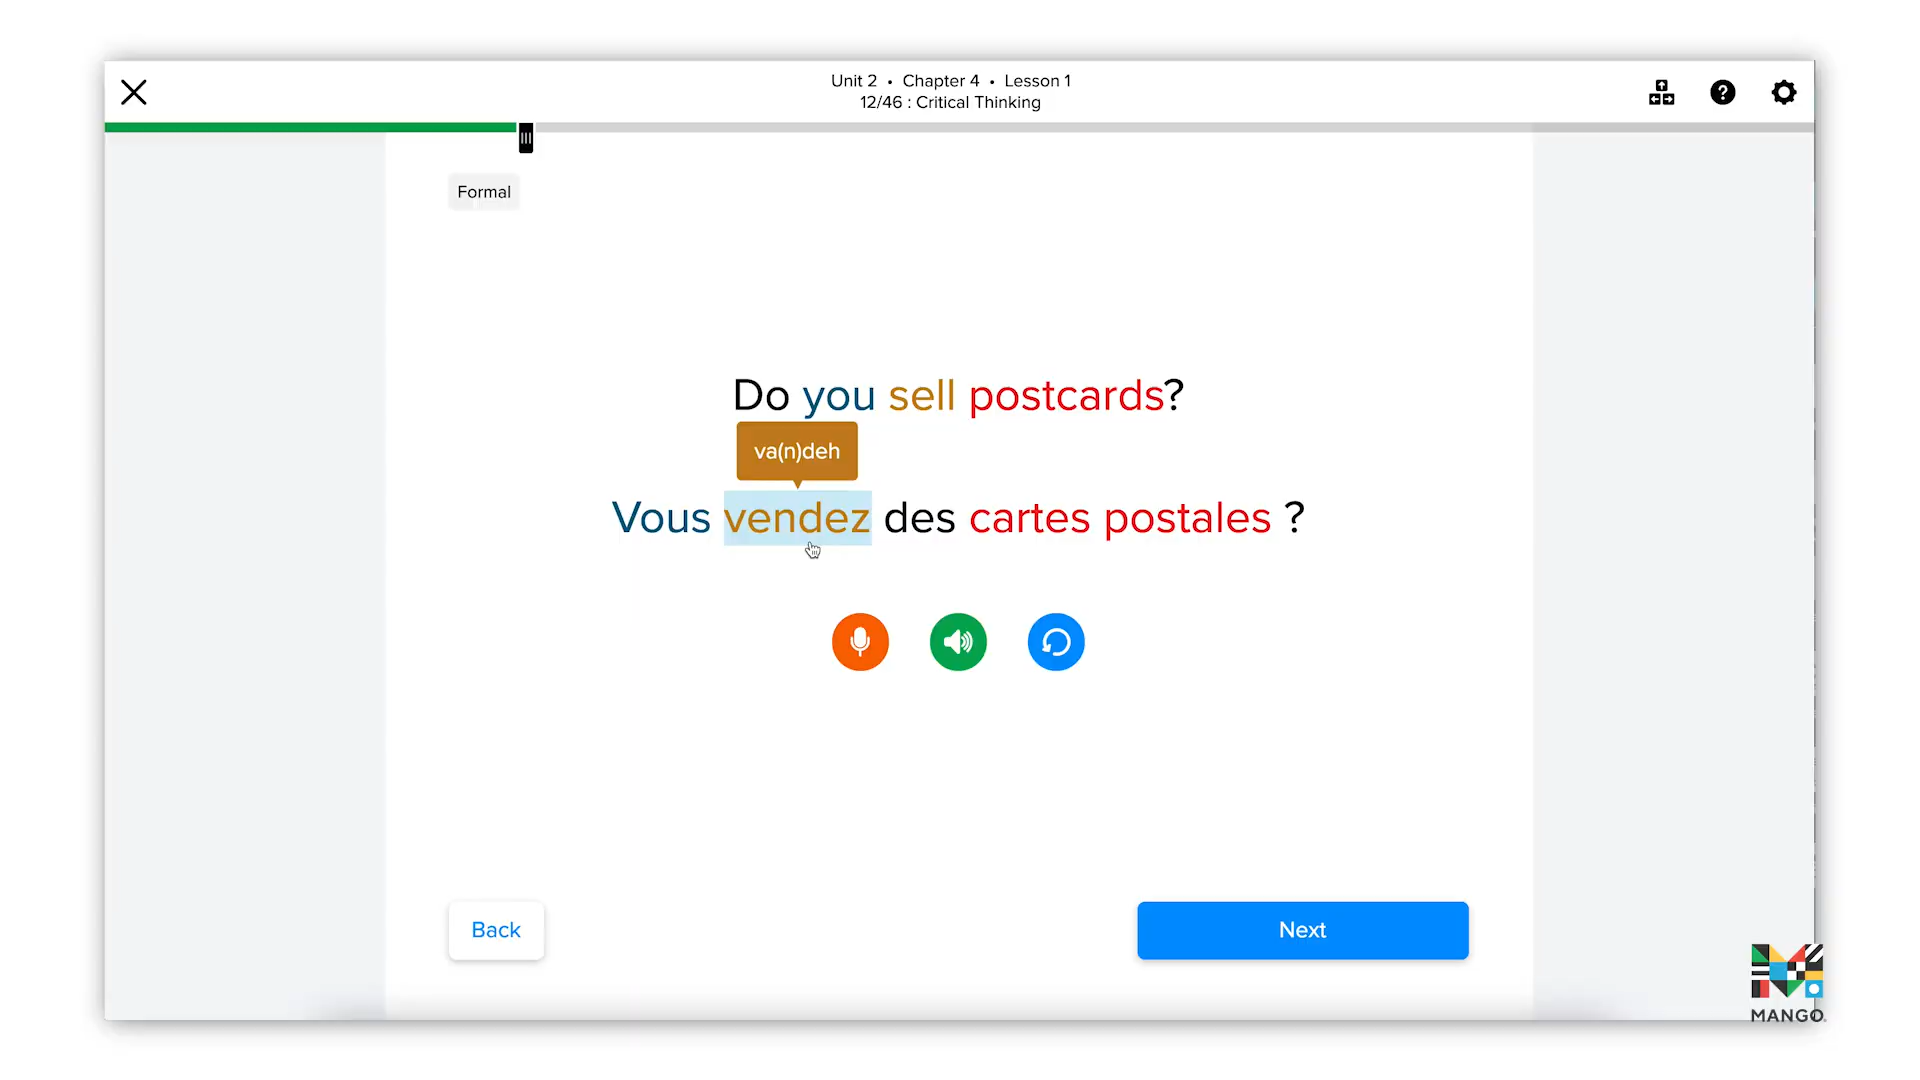 Unit 2 • Chapter 4 • Lesson 1
12/46 : Critical Thinking
Formal
Do you sell postcards?
va(n)deh
Vous vendez des cartes postales ?
Back
Next
MANGO